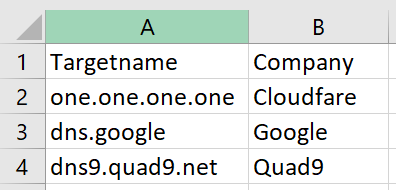 A B
1 Targetname Company
2 one.one.one.one Cloudfare
3 dns.google Google
4 dns9.quad9.net Quad9